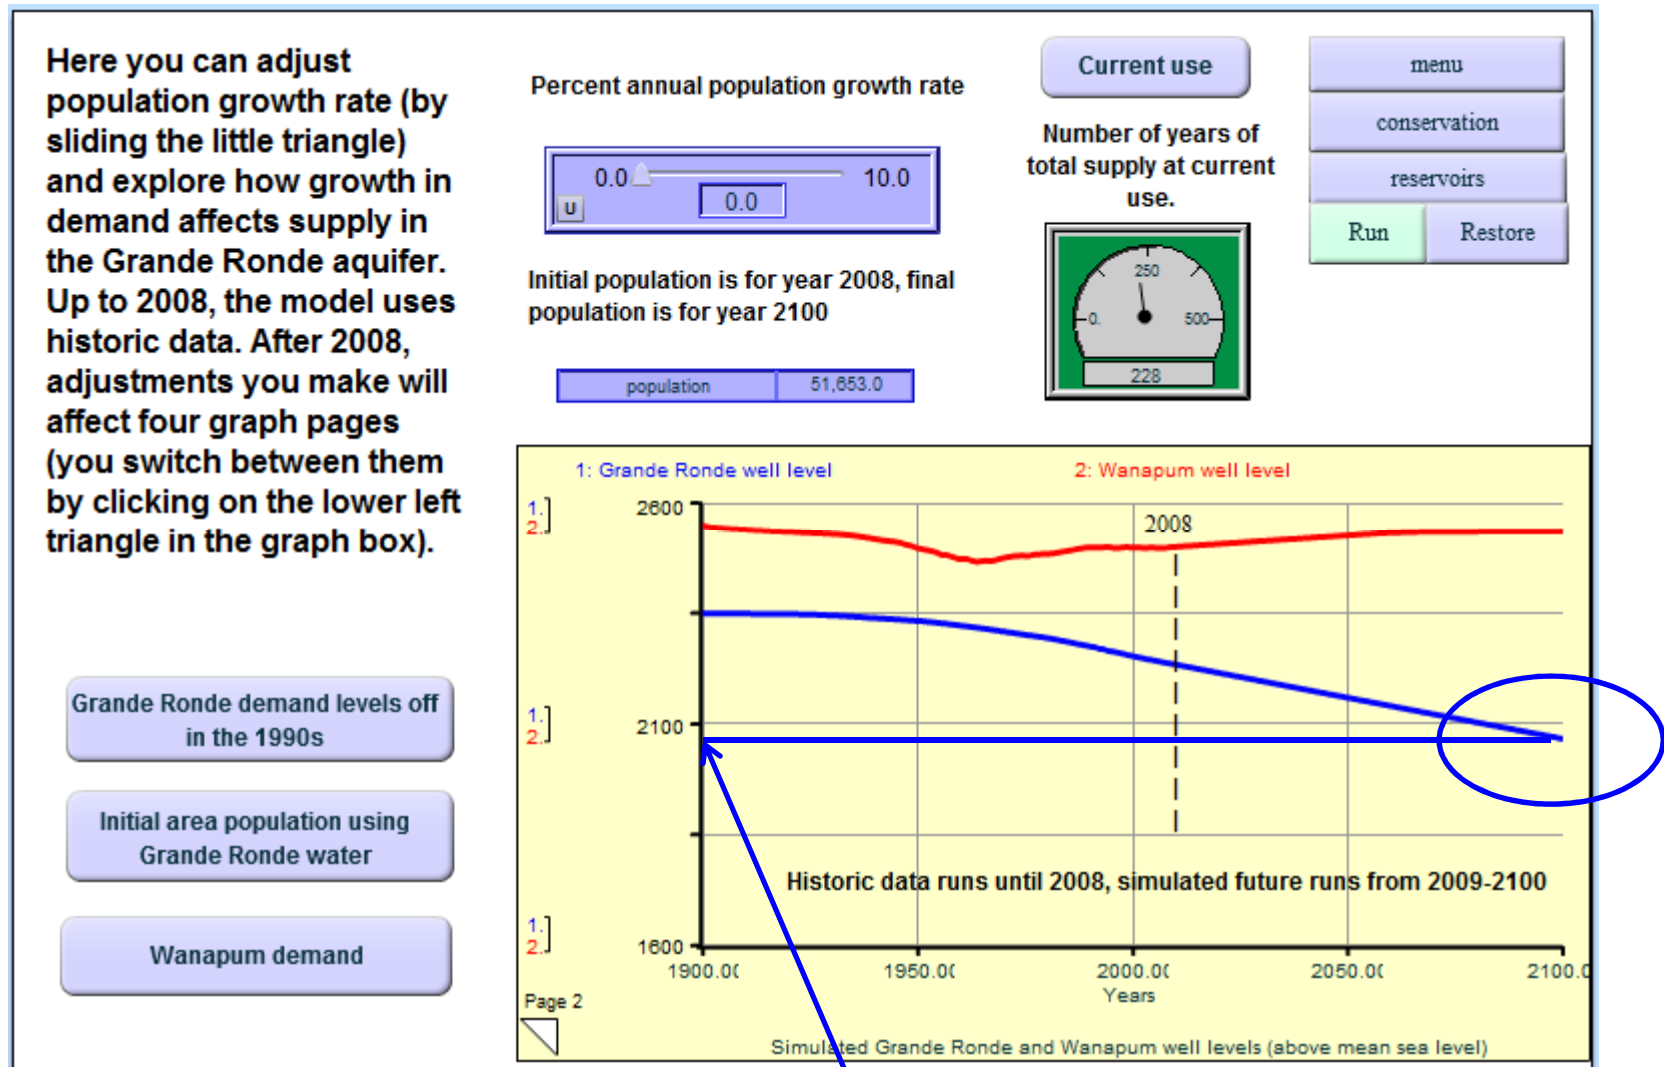 Here you can adjust
population growth rate (by
sliding the little triangle)
and explore how growth in
demand affects supply in
the Grande Ronde aquifer.
Up to 2008, the model uses
historic data. After 2008,
adjustments you make will
affect four graph pages
(you switch between them
by clicking on the lower left
triangle in the graph box).
Grande Ronde demand levels off
in the 1990s
Initial area population using
Grande Ronde water
Wanapum demand
Percent annual population growth rate
0.0
10.0
0.0
U
Initial population is for year 2008, final
population is for year 2100
population 51,653.0
Current use
Number of years of
total supply at current
use.
0.
250
500
228
menu
conservation
reservoirs
Run
Restore
1: Grande Ronde well level
2: Wanapum well level
1.
2.
2600
2008
1.
2.
2100
Historic data runs until 2008, simulated future runs from 2009-2100
1.
2.
1600
1900.00
1950.00
2000.00
2050.00
2100.0
Years
Page 2
Simulated Grande Ronde and Wanapum well levels (above mean sea level)